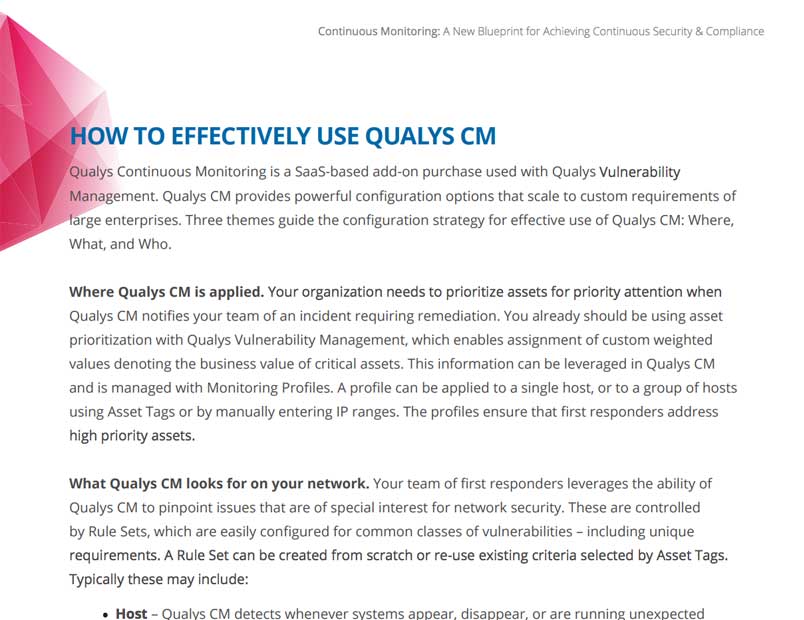 Continuous Monitoring: A New Blueprint for Achieving Continuous Security & Compliance
HOW TO EFFECTIVELY USE QUALYS CM
Qualys Continuous Monitoring is a SaaS-based add-on purchase used with Qualys Vulnerability
Management. Qualys CM provides powerful configuration options that scale to custom requirements of
large enterprises. Three themes guide the configuration strategy for effective use of Qualys CM: Where,
What, and Who.
Where Qualys CM is applied. Your organization needs to prioritize assets for priority attention when
Qualys CM notifies your team of an incident requiring remediation. You already should be using asset
prioritization with Qualys Vulnerability Management, which enables assignment of custom weighted
values denoting the business value of critical assets. This information can be leveraged in Qualys CM
and is managed with Monitoring Profiles. A profile can be applied to a single host, or to a group of hosts
using Asset Tags or by manually entering IP ranges. The profiles ensure that first responders address
high priority assets.
What Qualys CM looks for on your network. Your team of first responders leverages the ability of
Qualys CM to pinpoint issues that are of special interest for network security. These are controlled
by Rule Sets, which are easily configured for common classes of vulnerabilities – including unique
requirements. A Rule Set can be created from scratch or re-use existing criteria selected by Asset Tags.
Typically these may include:
• Host – Qualys CM detects whenever systems appear, disappear, or are running unexpected